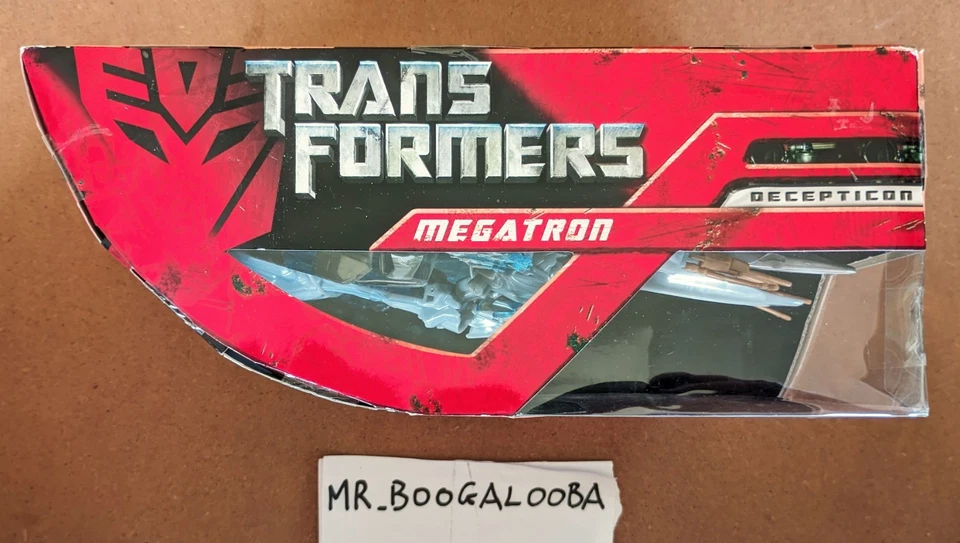 TRANS
FORMERS
DECEPTICON
MEGATRON
MR_BOOGALOOBA